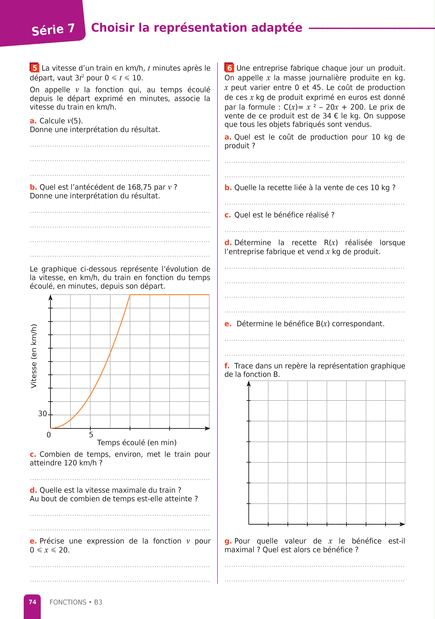 Série 7
Choisir la représentation adaptée
5 La vitesse d'un train en km/h, t minutes après le
départ, vaut 3t² pour 0 ⩽ t ⩽ 10.
On appelle v la fonction qui, au temps écoulé
depuis le départ exprimé en minutes, associe la
vitesse du train en km/h.
a. Calcule v(5).
Donne une interprétation du résultat.
b. Quel est l'antécédent de 168,75 par v ?
Donne une interprétation du résultat.
Le graphique ci-dessous représente l'évolution de
la vitesse, en km/h, du train en fonction du temps
écoulé, en minutes, depuis son départ.
Vitesse (en km/h)
30
0
5
Temps écoulé (en min)
c. Combien de temps, environ, met le train pour
atteindre 120 km/h ?
d. Quelle est la vitesse maximale du train ?
Au bout de combien de temps est-elle atteinte ?
e. Précise une expression de la fonction v pour
0 ⩽ x ⩽ 20.
6 Une entreprise fabrique chaque jour un produit.
On appelle x la masse journalière produite en kg.
x peut varier entre 0 et 45. Le coût de production
de ces x kg de produit exprimé en euros est donné
par la formule : C(x)= x ² – 20x + 200. Le prix de
vente de ce produit est de 34 € le kg. On suppose
que tous les objets fabriqués sont vendus.
a. Quel est le coût de production pour 10 kg de
produit ?
b. Quelle la recette liée à la vente de ces 10 kg ?
c. Quel est le bénéfice réalisé ?
d. Détermine la recette R(x) réalisée lorsque
l'entreprise fabrique et vend x kg de produit.
e. Détermine le bénéfice B(x) correspondant.
f. Trace dans un repère la représentation graphique
de la fonction B.
g. Pour quelle valeur de x le bénéfice est-il
maximal ? Quel est alors ce bénéfice ?
74 FONCTIONS • B3